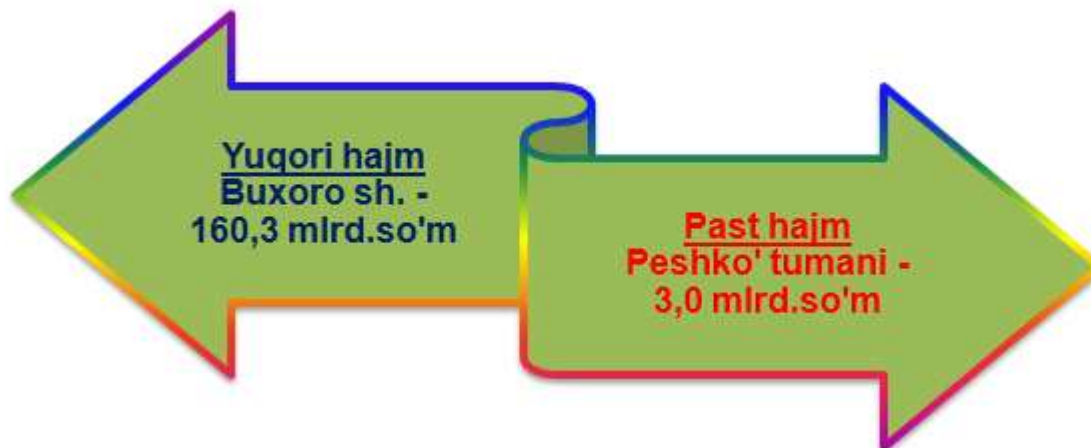 Yuqori hajm
Buxoro sh. -
160,3 mlrd.so'm
Past hajm
Peshko' tumani -
3,0 mlrd.so'm